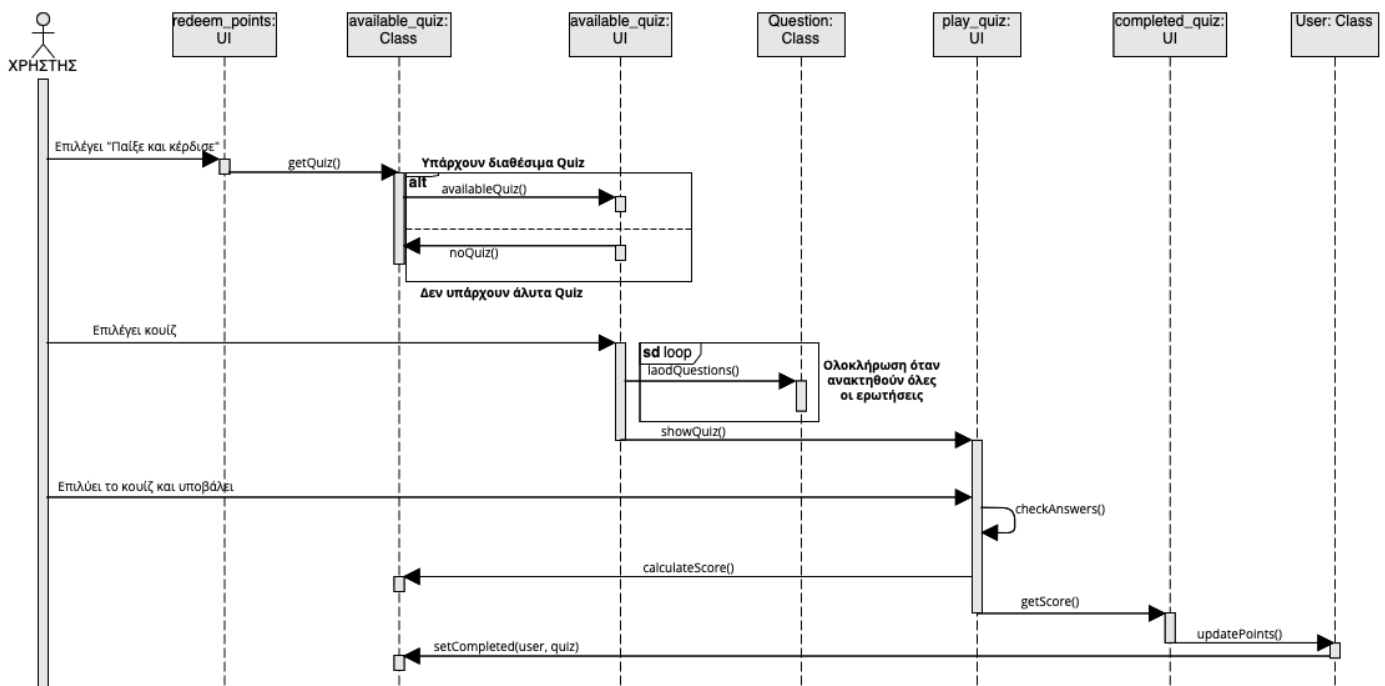 redeem_points:
UI
available_quiz:
Class
available_quiz:
UI
Question:
Class
play_quiz:
UI
completed_quiz:
UI
User: Class
ΧΡΗΣΤΗΣ
Επιλέγει "Παίξε και κέρδισε"
getQuiz()
Υπάρχουν διαθέσιμα Quiz
alt
availableQuiz()
noQuiz()
Δεν υπάρχουν άλυτα Quiz
Επιλέγει κουίζ
sd loop
laodQuestions()
Ολοκλήρωση όταν
ανακτηθούν όλες
οι ερωτήσεις
showQuiz()
Επιλύει το κουίζ και υποβάλει
checkAnswers()
calculateScore()
getScore()
updatePoints()
setCompleted(user, quiz)